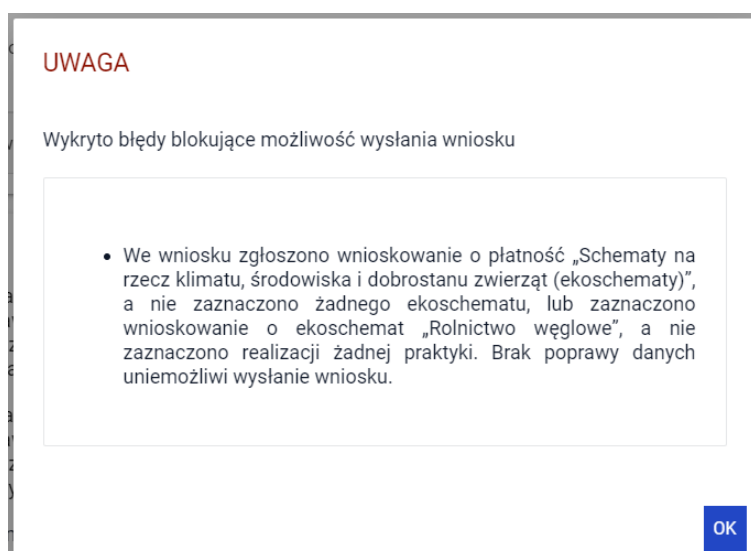 UWAGA
Wykryto błędy blokujące możliwość wysłania wniosku
• We wniosku zgłoszono wnioskowanie o płatność „Schematy na
rzecz klimatu, środowiska i dobrostanu zwierząt (ekoschematy)”,
a nie zaznaczono żadnego ekoschematu, lub zaznaczono
wnioskowanie o ekoschemat „Rolnictwo węglowe”, a nie
zaznaczono realizacji żadnej praktyki. Brak poprawy danych
uniemożliwi wysłanie wniosku.
OK